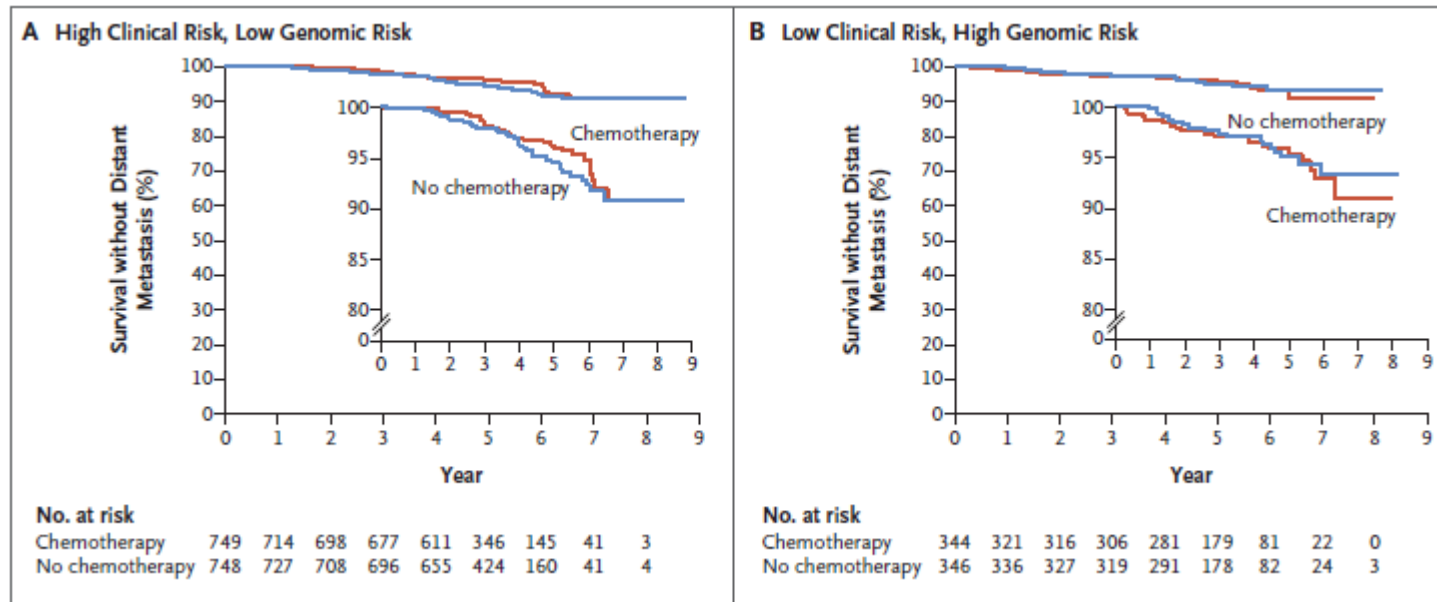 A High Clinical Risk, Low Genomic Risk
Survival without Distant
Metastasis (%)
100
90
80
70
60
50
40
30
20
10
0
0 1 2 3 4 5 6 7 8 9
Year
100
95
90
85
80
0
0 1 2 3 4 5 6 7 8 9
Chemotherapy
No chemotherapy
No. at risk
Chemotherapy 749 714 698 677 611 346 145 41 3
No chemotherapy 748 727 708 696 655 424 160 41 4
B Low Clinical Risk, High Genomic Risk
Survival without Distant
Metastasis (%)
100
90
80
70
60
50
40
30
20
10
0
0 1 2 3 4 5 6 7 8 9
Year
100
95
90
85
80
0
0 1 2 3 4 5 6 7 8 9
No chemotherapy
Chemotherapy
No. at risk
Chemotherapy 344 321 316 306 281 179 81 22 0
No chemotherapy 346 336 327 319 291 178 82 24 3